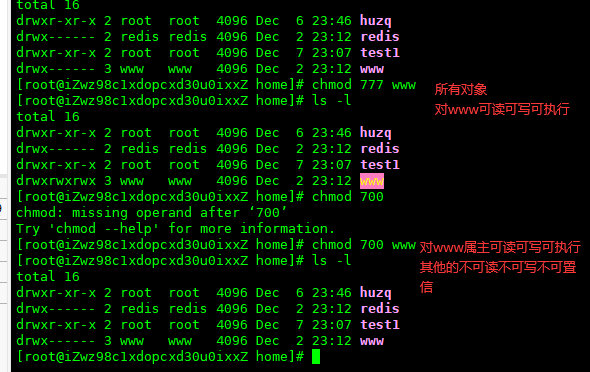 total 16
drwxr-xr-x 2 root  root  4096 Dec  6 23:46 huzq
drwx------ 2 redis redis 4096 Dec  2 23:12 redis
drwxr-xr-x 2 root  root  4096 Dec  7 23:07 test1
drwx------ 3 www   www   4096 Dec  2 23:12 www
[root@iZwz98c1xdopcxd30u0ixxZ home]# chmod 777 www
所有对象
[root@iZwz98c1xdopcxd30u0ixxZ home]# ls -l
对www可读可写可执行
total 16
drwxr-xr-x 2 root  root  4096 Dec  6 23:46 huzq
drwx------ 2 redis redis 4096 Dec  2 23:12 redis
drwxr-xr-x 2 root  root  4096 Dec  7 23:07 test1
drwxrwxrwx 3 www   www   4096 Dec  2 23:12 www
[root@iZwz98c1xdopcxd30u0ixxZ home]# chmod 700
chmod: missing operand after ‘700’
Try 'chmod --help' for more information.
[root@iZwz98c1xdopcxd30u0ixxZ home]# chmod 700 www
对www属主可读可写可执行
[root@iZwz98c1xdopcxd30u0ixxZ home]# ls -l
其他的不可读不可写不可置
信
total 16
drwxr-xr-x 2 root  root  4096 Dec  6 23:46 huzq
drwx------ 2 redis redis 4096 Dec  2 23:12 redis
drwxr-xr-x 2 root  root  4096 Dec  7 23:07 test1
drwx------ 3 www   www   4096 Dec  2 23:12 www
[root@iZwz98c1xdopcxd30u0ixxZ home]#